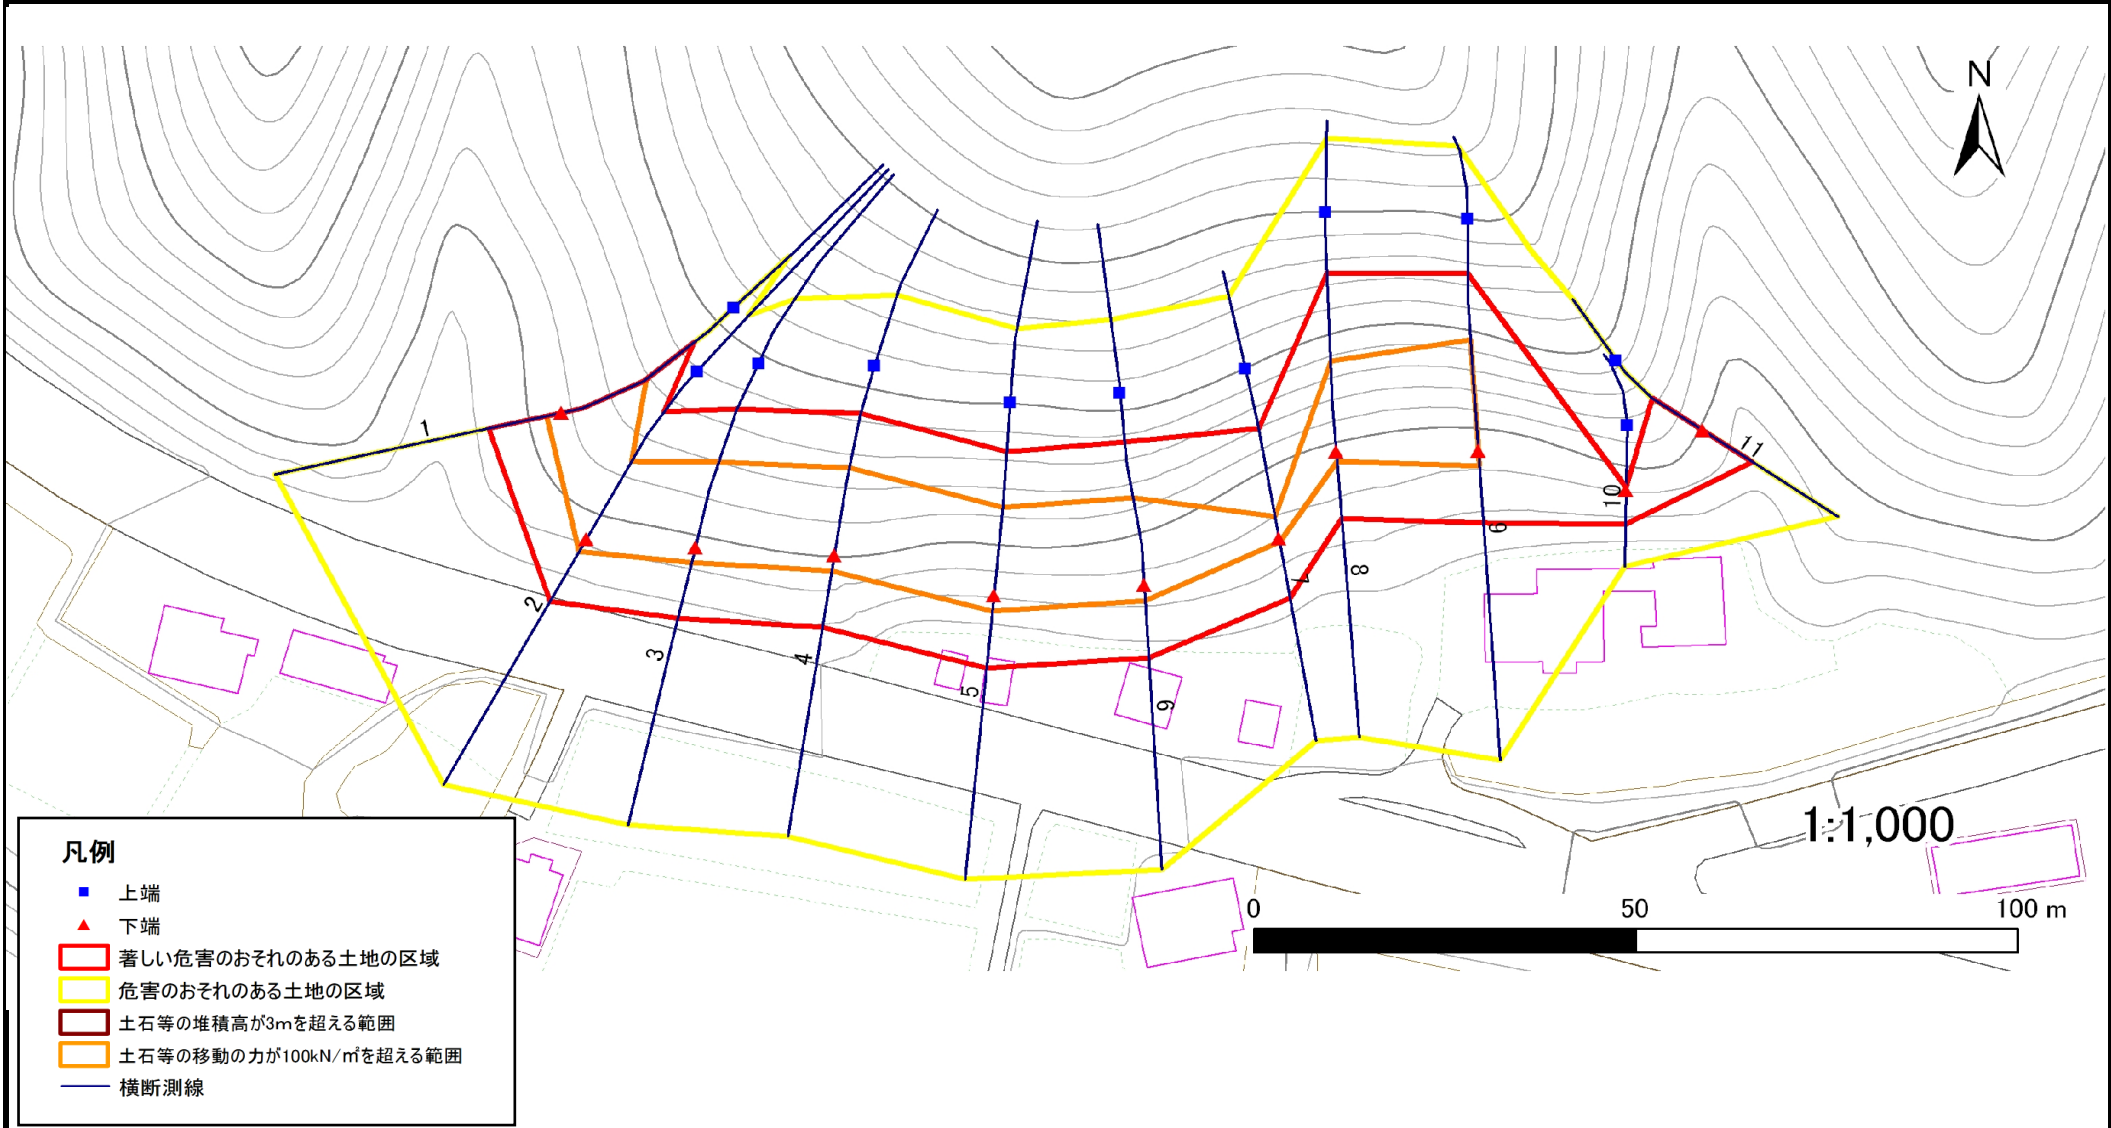 N
1
2
3
4
5
6
7
8
9
10
11
1:1,000
0 50 100 m
凡例
上端
下端
著しい危害のおそれのある土地の区域
危害のおそれのある土地の区域
土石等の堆積高が3mを超える範囲
土石等の移動の力が100kN/㎡を超える範囲
横断測線